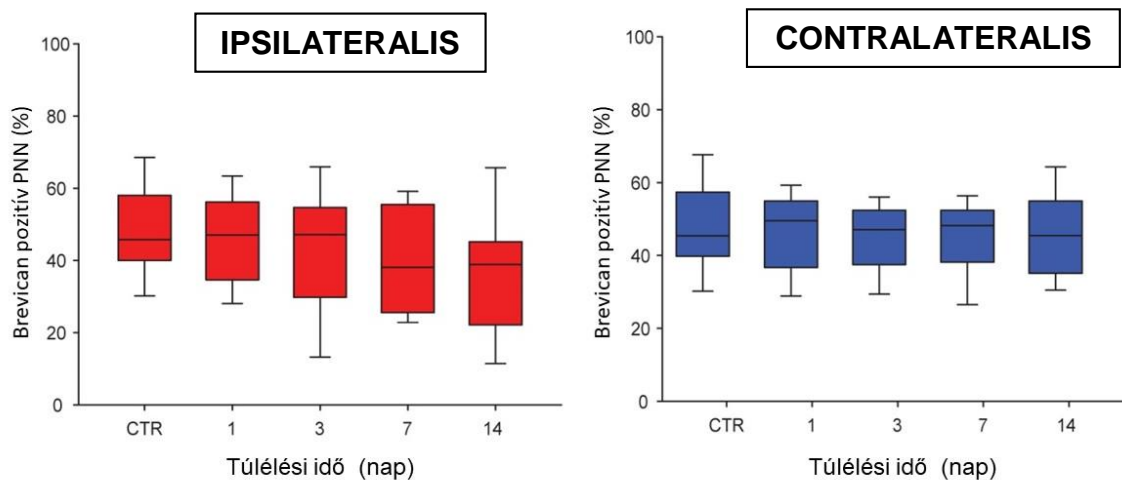 IPSILATERALIS
Brevican pozitív PNN (%)
100
80
60
40
20
0
CTR 1 3 7 14
Túlélési idő (nap)
CONTRALATERALIS
Brevican pozitív PNN (%)
100
80
60
40
20
0
CTR 1 3 7 14
Túlélési idő (nap)